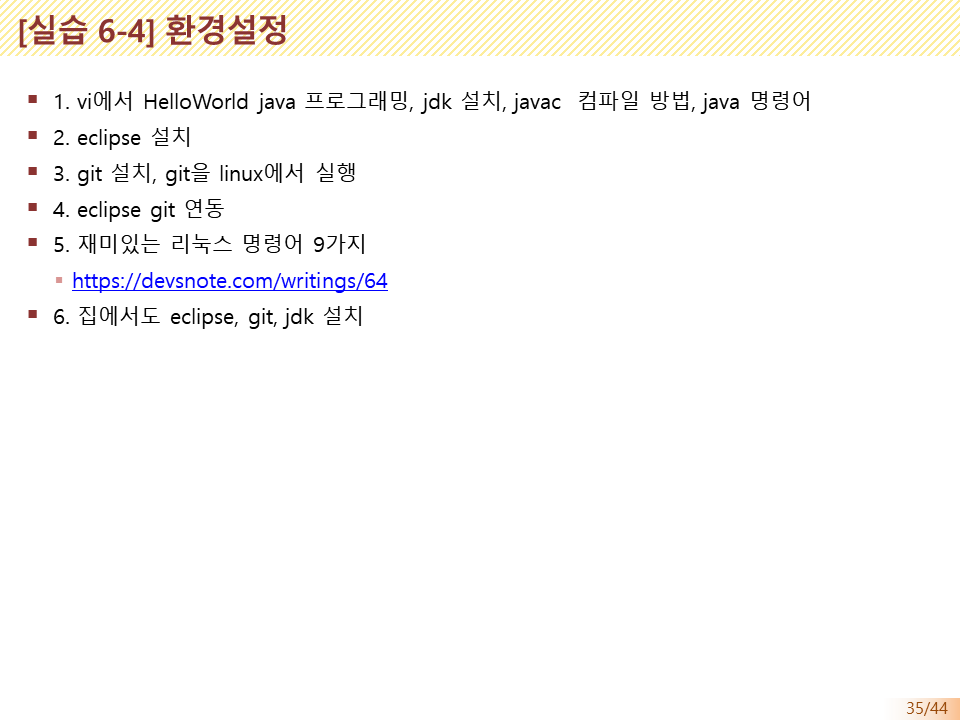 [실습 6-4] 환경설정
1. vi에서 HelloWorld java 프로그래밍, jdk 설치, javac 컴파일 방법, java 명령어
2. eclipse 설치
3. git 설치, git을 linux에서 실행
4. eclipse git 연동
5. 재미있는 리눅스 명령어 9가지
https://devsnote.com/writings/64
6. 집에서도 eclipse, git, jdk 설치
35/44